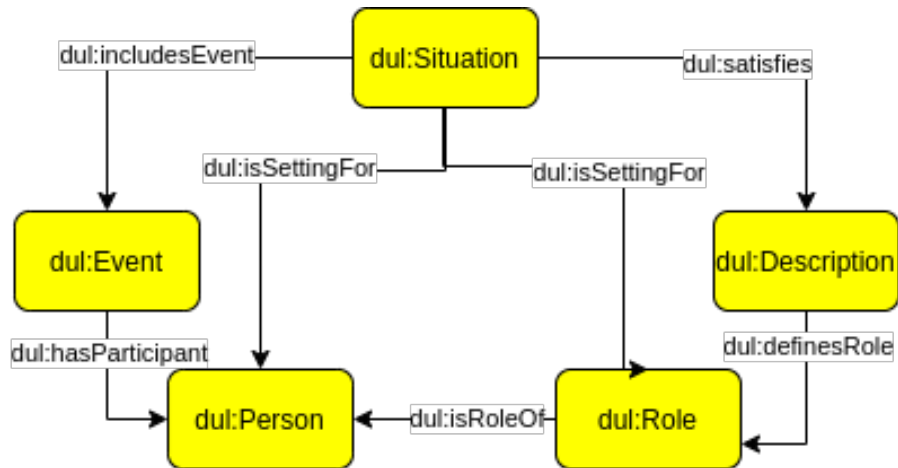 dul:Situation
dul:includesEvent
dul:satisfies
dul:isSettingFor
dul:isSettingFor
dul:Event
dul:Description
dul:hasParticipant
dul:definesRole
dul:Person
dul:isRoleOf
dul:Role